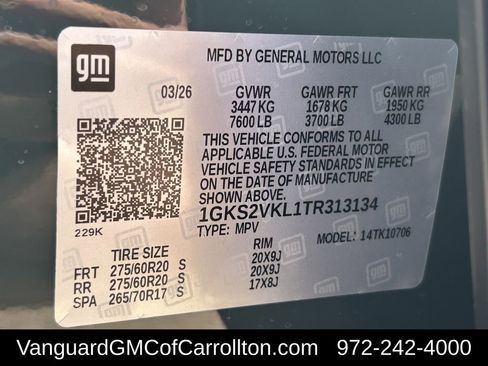 gm
MFD BY GENERAL MOTORS LLC
03/26 GVWR GAWR FRT GAWR RR
3447 KG 1678 KG 1950 KG
7600 LB 3700 LB 4300 LB
THIS VEHICLE CONFORMS TO ALL
APPLICABLE U.S. FEDERAL MOTOR
VEHICLE SAFETY STANDARDS IN EFFECT
ON THE DATE OF MANUFACTURE
SHOWN ABOVE.
1GKS2VKL1TR313134
229K TYPE: MPV MODEL: 14TK10706
TIRE SIZE RIM
FRT 275/60R20 S 20X9J
RR 275/60R20 S 20X9J
SPA 265/70R17 S 17X8J
VanguardGMCofCarrollton.com 972-242-4000